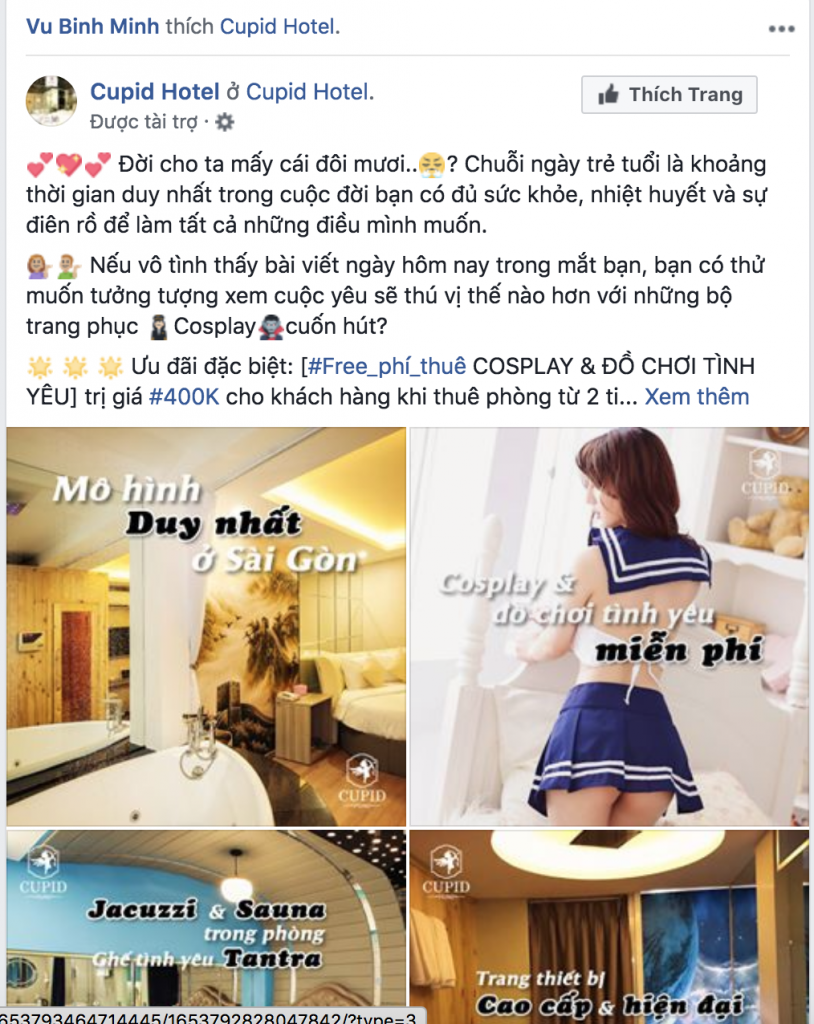 Vu Binh Minh thích Cupid Hotel.
Cupid Hotel ở Cupid Hotel.
Được tài trợ ·
Thích Trang
💕💖💕 Đời cho ta mấy cái đôi mươi..😤? Chuỗi ngày trẻ tuổi là khoảng
thời gian duy nhất trong cuộc đời bạn có đủ sức khỏe, nhiệt huyết và sự
điên rồ để làm tất cả những điều mình muốn.
💁🏼💁🏼‍♂️ Nếu vô tình thấy bài viết ngày hôm nay trong mắt bạn, bạn có thử
muốn tưởng tượng xem cuộc yêu sẽ thú vị thế nào hơn với những bộ
trang phục Cosplay cuốn hút?
🌟 🌟 🌟 Ưu đãi đặc biệt: [#Free_phí_thuê COSPLAY & ĐỒ CHƠI TÌNH
YÊU] trị giá #400K cho khách hàng khi thuê phòng từ 2 ti... Xem thêm
Mô hình
Duy nhất
ở Sài Gòn
CUPID
CUPID
Cosplay &
đồ chơi tình yêu
miễn phí
CUPID
Jacuzzi & Sauna
trong phòng
Ghế tình yêu Tantra
CUPID
Trang thiết bị
Cao cấp & hiện đại
653793464714445/1653792828047842/?type=3